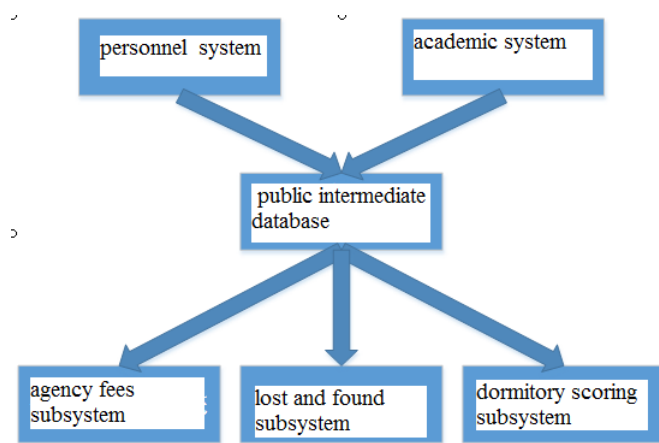 personnel system
academic system
public intermediate
database
agency fees
subsystem
lost and found
subsystem
dormitory scoring
subsystem